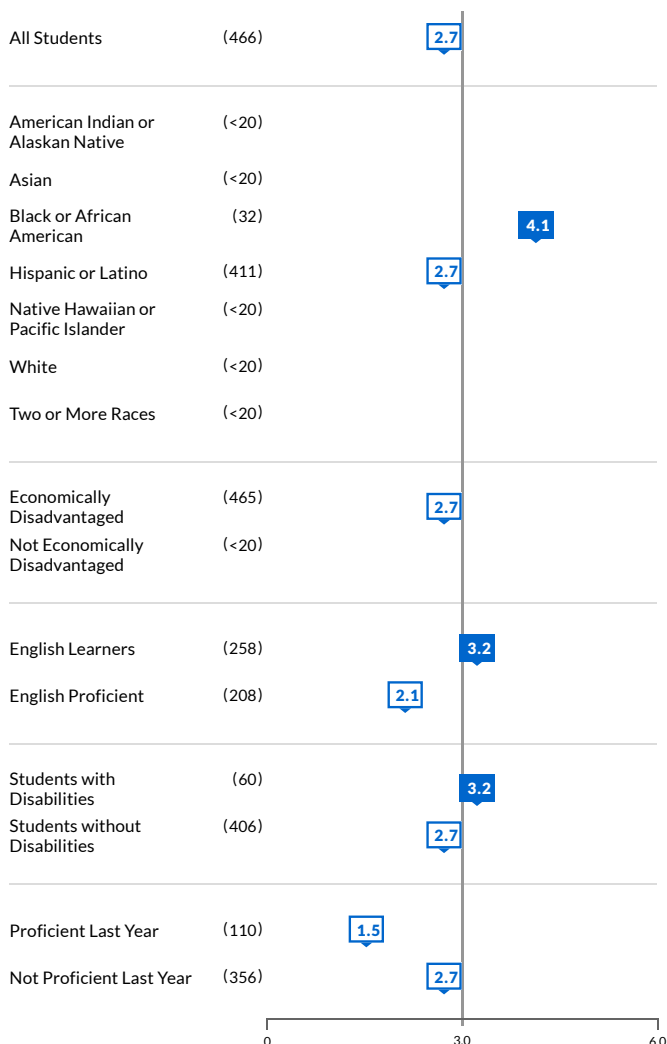 All Students (466) 2.7
American Indian or (<20)
Alaskan Native
Asian (<20)
Black or African (32) 4.1
American
Hispanic or Latino (411) 2.7
Native Hawaiian or (<20)
Pacific Islander
White (<20)
Two or More Races (<20)
Economically (465) 2.7
Disadvantaged
Not Economically (<20)
Disadvantaged
English Learners (258) 3.2
English Proficient (208) 2.1
Students with (60) 3.2
Disabilities
Students without (406) 2.7
Disabilities
Proficient Last Year (110) 1.5
Not Proficient Last Year (356) 2.7
0 3.0 6.0